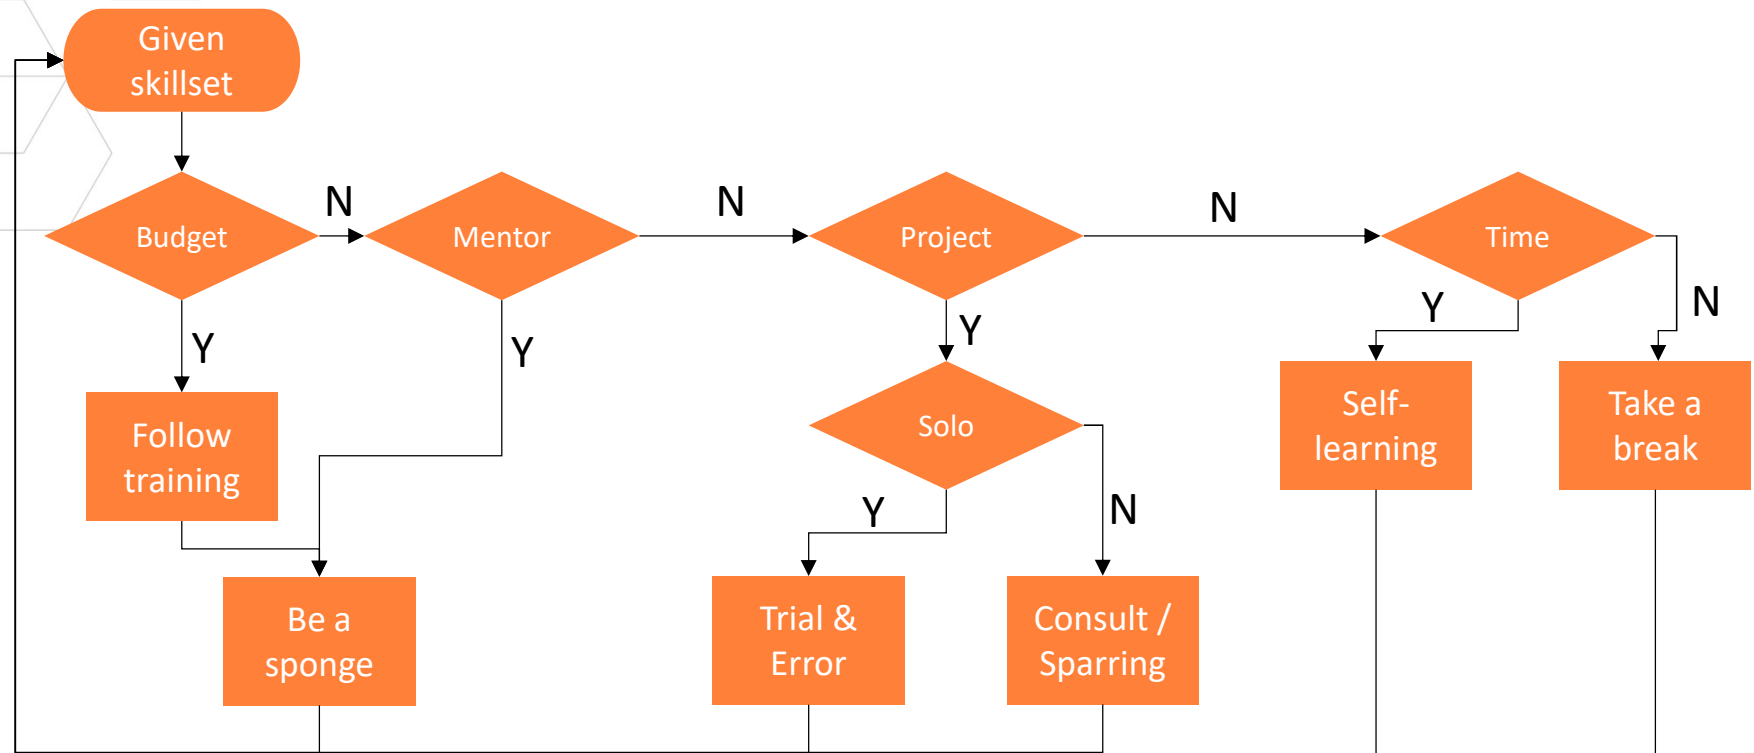 Given
skillset
Budget
N
Mentor
N
Project
N
Time
Y
Y
Y
Y
N
Follow
training
Solo
Self-
learning
Take a
break
Y
N
Be a
sponge
Trial &
Error
Consult /
Sparring